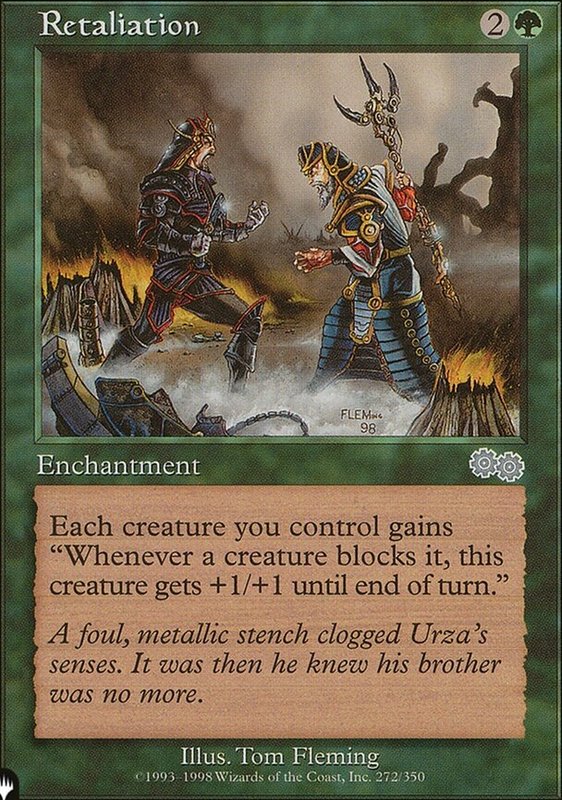 Retaliation 2
FLEMing
98
Enchantment
Each creature you control gains
“Whenever a creature blocks it, this
creature gets +1/+1 until end of turn.”
A foul, metallic stench clogged Urza's
senses. It was then he knew his brother
was no more.
Illus. Tom Fleming
©1993–1998 Wizards of the Coast, Inc. 272/350